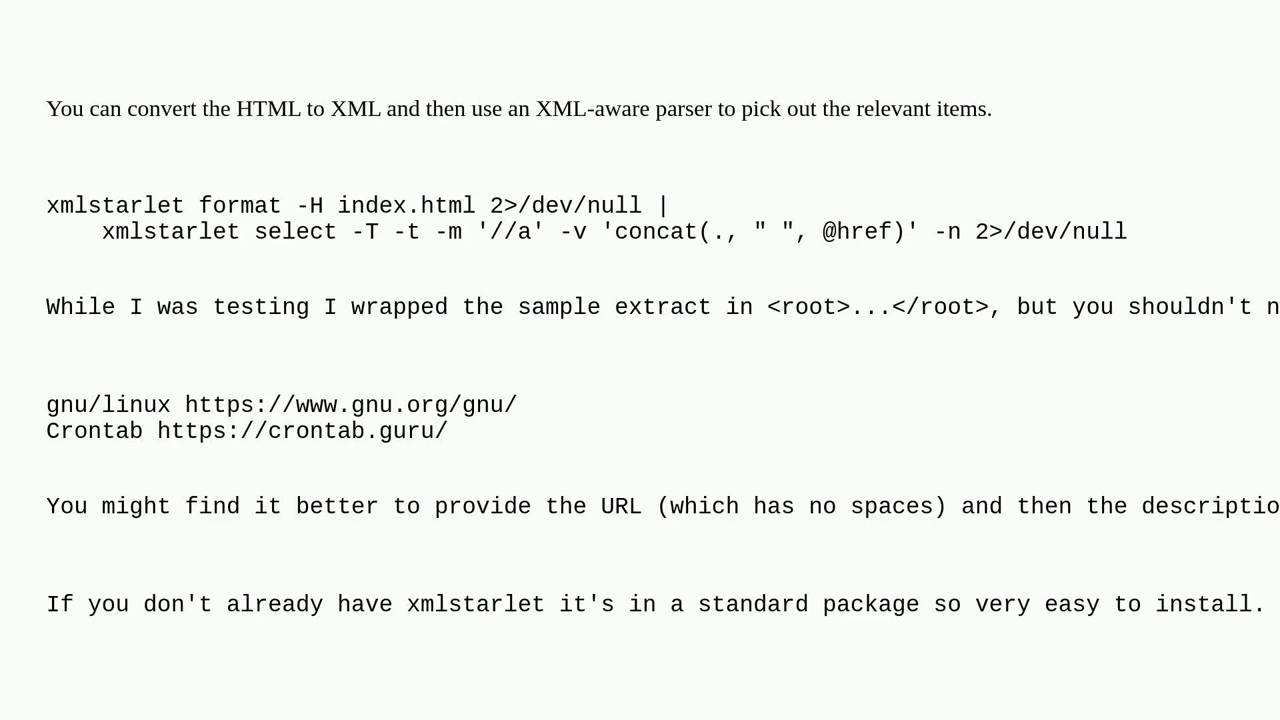 You can convert the HTML to XML and then use an XML-aware parser to pick out the relevant items.
xmlstarlet format -H index.html 2>/dev/null |
    xmlstarlet select -T -t -m '//a' -v 'concat(., " ", @href)' -n 2>/dev/null
While I was testing I wrapped the sample extract in <root>...</root>, but you shouldn't
gnu/linux https://www.gnu.org/gnu/
Crontab https://crontab.guru/
You might find it better to provide the URL (which has no spaces) and then the
If you don't already have xmlstarlet it's in a standard package so very easy to install.